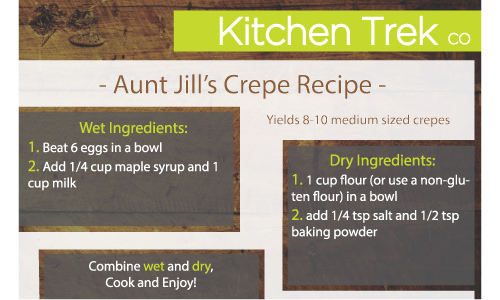 Kitchen Trek co
- Aunt Jill's Crepe Recipe -
Yields 8-10 medium sized crepes
Wet Ingredients:
1. Beat 6 eggs in a bowl
2. Add 1/4 cup maple syrup and 1
cup milk
Dry Ingredients:
1. 1 cup flour (or use a non-glu-
ten flour) in a bowl
2. add 1/4 tsp salt and 1/2 tsp
baking powder
Combine wet and dry,
Cook and Enjoy!